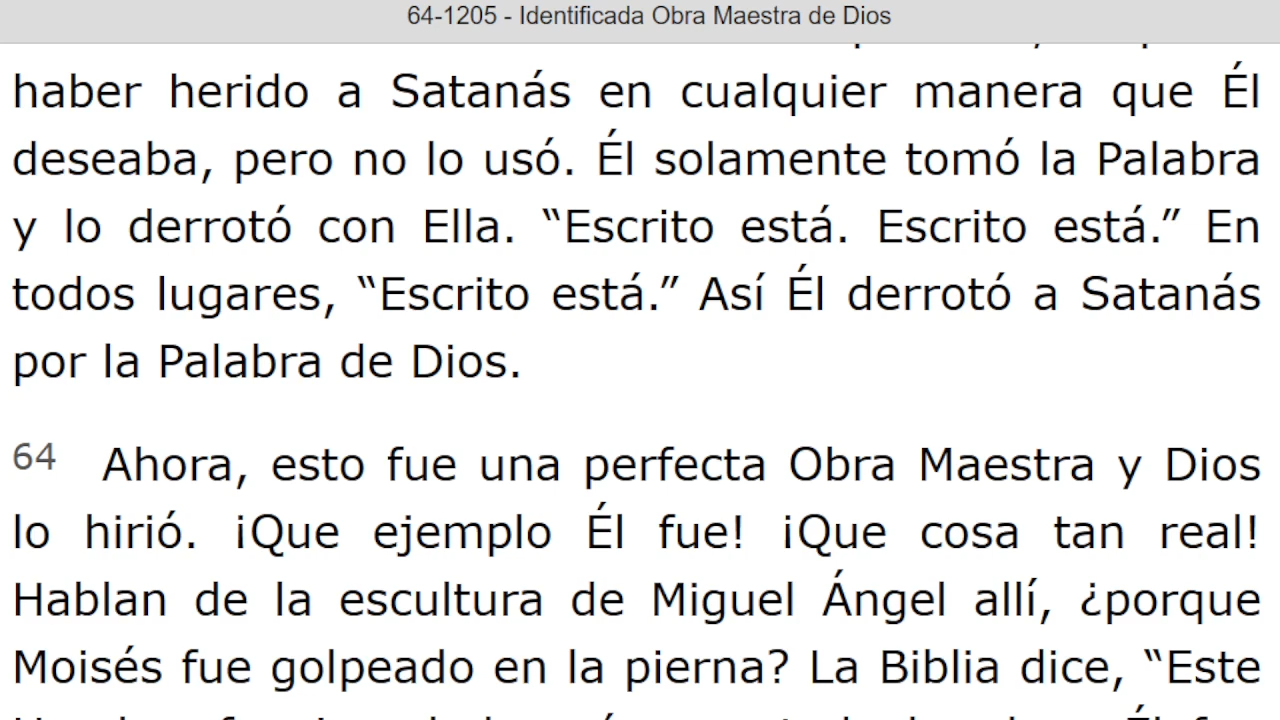 64-1205 - Identificada Obra Maestra de Dios
haber herido a Satanás en cualquier manera que Él
deseaba, pero no lo usó. Él solamente tomó la Palabra
y lo derrotó con Ella. “Escrito está. Escrito está.” En
todos lugares, “Escrito está.” Así Él derrotó a Satanás
por la Palabra de Dios.
64 Ahora, esto fue una perfecta Obra Maestra y Dios
lo hirió. ¡Que ejemplo Él fue! ¡Que cosa tan real!
Hablan de la escultura de Miguel Ángel allí, ¿porque
Moisés fue golpeado en la pierna? La Biblia dice, “Este